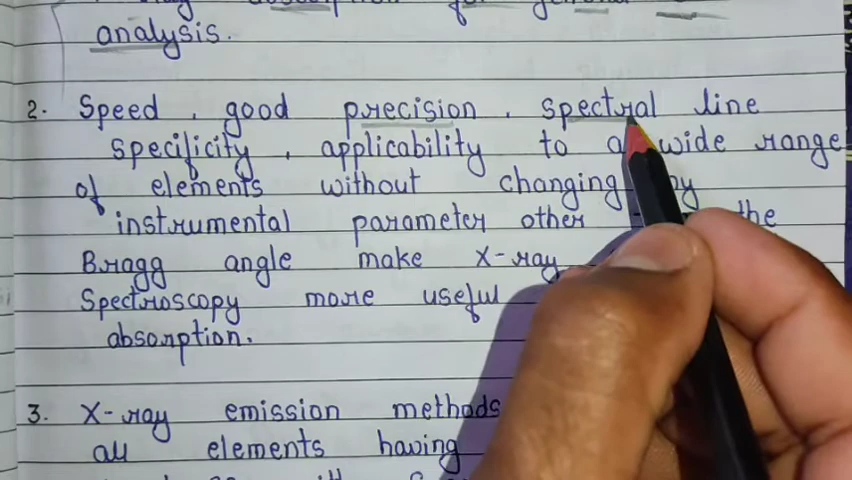 analysis.
2. Speed, good precision, spectral line
specificity, applicability to a wide range
of elements without changing
instrumental parameter other the
Bragg angle make X-ray
Spectroscopy more useful
absorption.
3. X-ray emission methods
all elements having